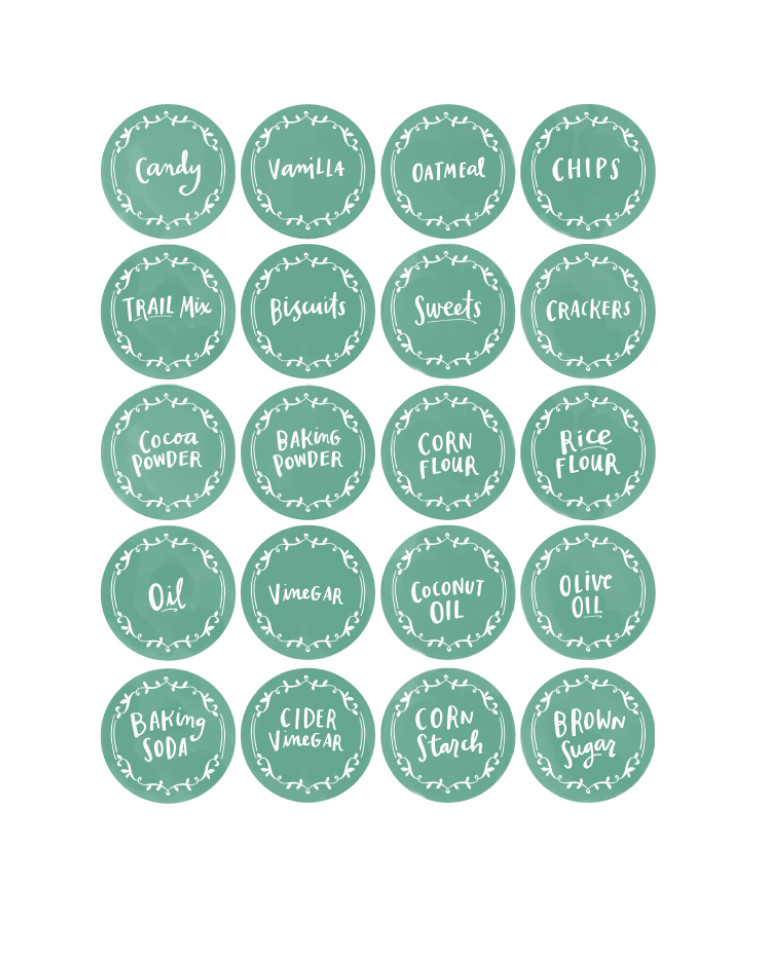 Candy
VaniLLA
OATMEal
CHIPS
TRAIL Mix
Biscuits
Sweets
CRACKERS
Cocoa
POWDER
BAKing
POWDER
CORN
FLOUR
Rice
FLOUR
Oil
VineGAR
COCONUT
OIL
OLive
OIL
BAKing
SODA
CIDER
VineGAR
CORN
Starch
BROWN
Sugar